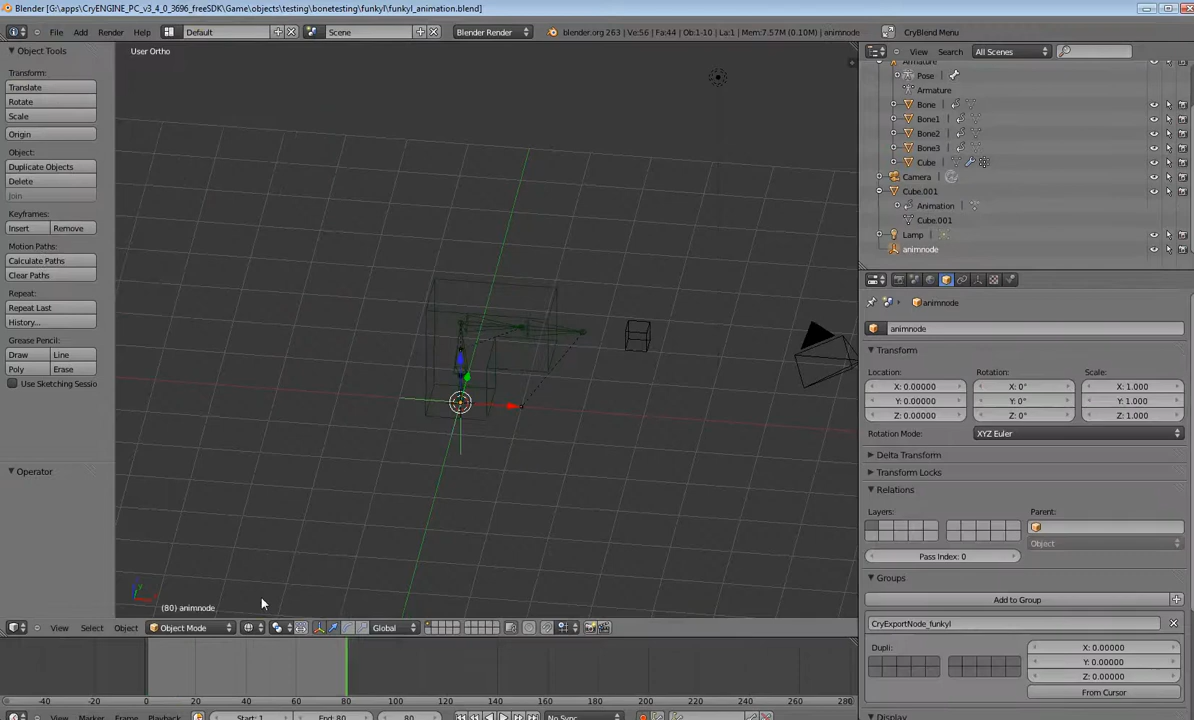 Blender [G:\apps\CryENGINE_PC_v3_4_0_3696_freeSDK\Game\objects\testing\bonetesting\funkyl\funkyl_animation.blend]
File Add Render Help Default Scene Blender Render blender.org 263 | Ve:56 | Fa:44 | Ob:1-10 | La:1 | Mem:7.57M (0.10M) | animnode CryBlend Menu
Object Tools
User Ortho
View Search All Scenes
Transform:
Translate
Rotate
Scale
Origin
Object:
Duplicate Objects
Delete
Join
Keyframes:
Insert Remove
Motion Paths:
Calculate Paths
Clear Paths
Repeat:
Repeat Last
History...
Grease Pencil:
Draw Line
Poly Erase
Use Sketching Sessio
Operator
(80) animnode
View Select Object Object Mode Global
-40 -20 0 20 40 60 80 100 120 140 160 180 200 220 240 260 280
View Marker Frame Playback Start: 1 End: 80 80 No Sync
Armature
Pose
Armature
Bone
Bone1
Bone2
Bone3
Cube
Camera
Cube.001
Animation
Cube.001
Lamp
animnode
animnode
animnode
Transform
Location: Rotation: Scale:
X: 0.00000 X: 0° X: 1.000
Y: 0.00000 Y: 0° Y: 1.000
Z: 0.00000 Z: 0° Z: 1.000
Rotation Mode: XYZ Euler
Delta Transform
Transform Locks
Relations
Layers: Parent:
Object
Pass Index: 0
Groups
Add to Group
CryExportNode_funkyl
Dupli: X: 0.00000
Y: 0.00000
Z: 0.00000
From Cursor
Display